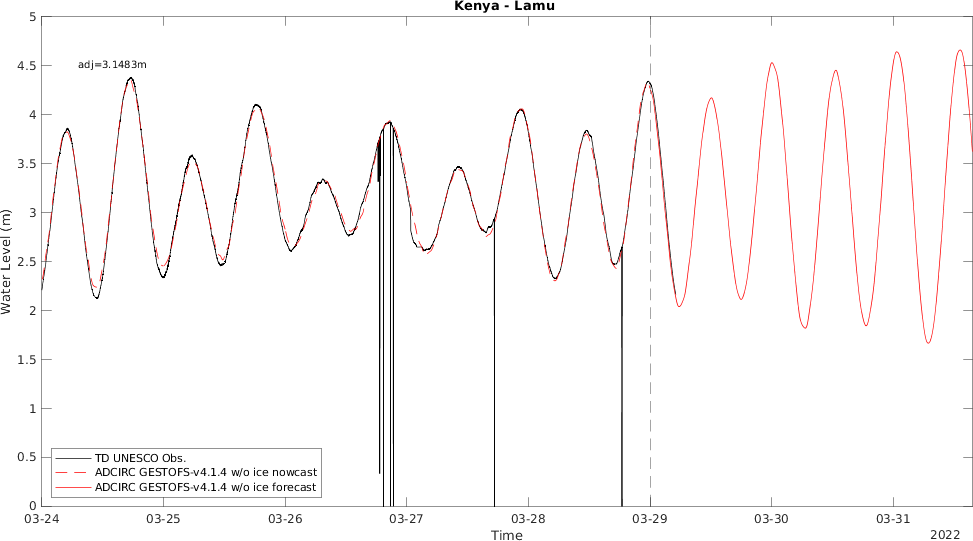 Kenya - Lamu
adj=3.1483m
5
4.5
4
3.5
3
2.5
2
1.5
1
0.5
0
Water Level (m)
TD UNESCO Obs.
ADCIRC GESTOFS-v4.1.4 w/o ice nowcast
ADCIRC GESTOFS-v4.1.4 w/o ice forecast
03-24 03-25 03-26 03-27 03-28 03-29 03-30 03-31
Time
2022